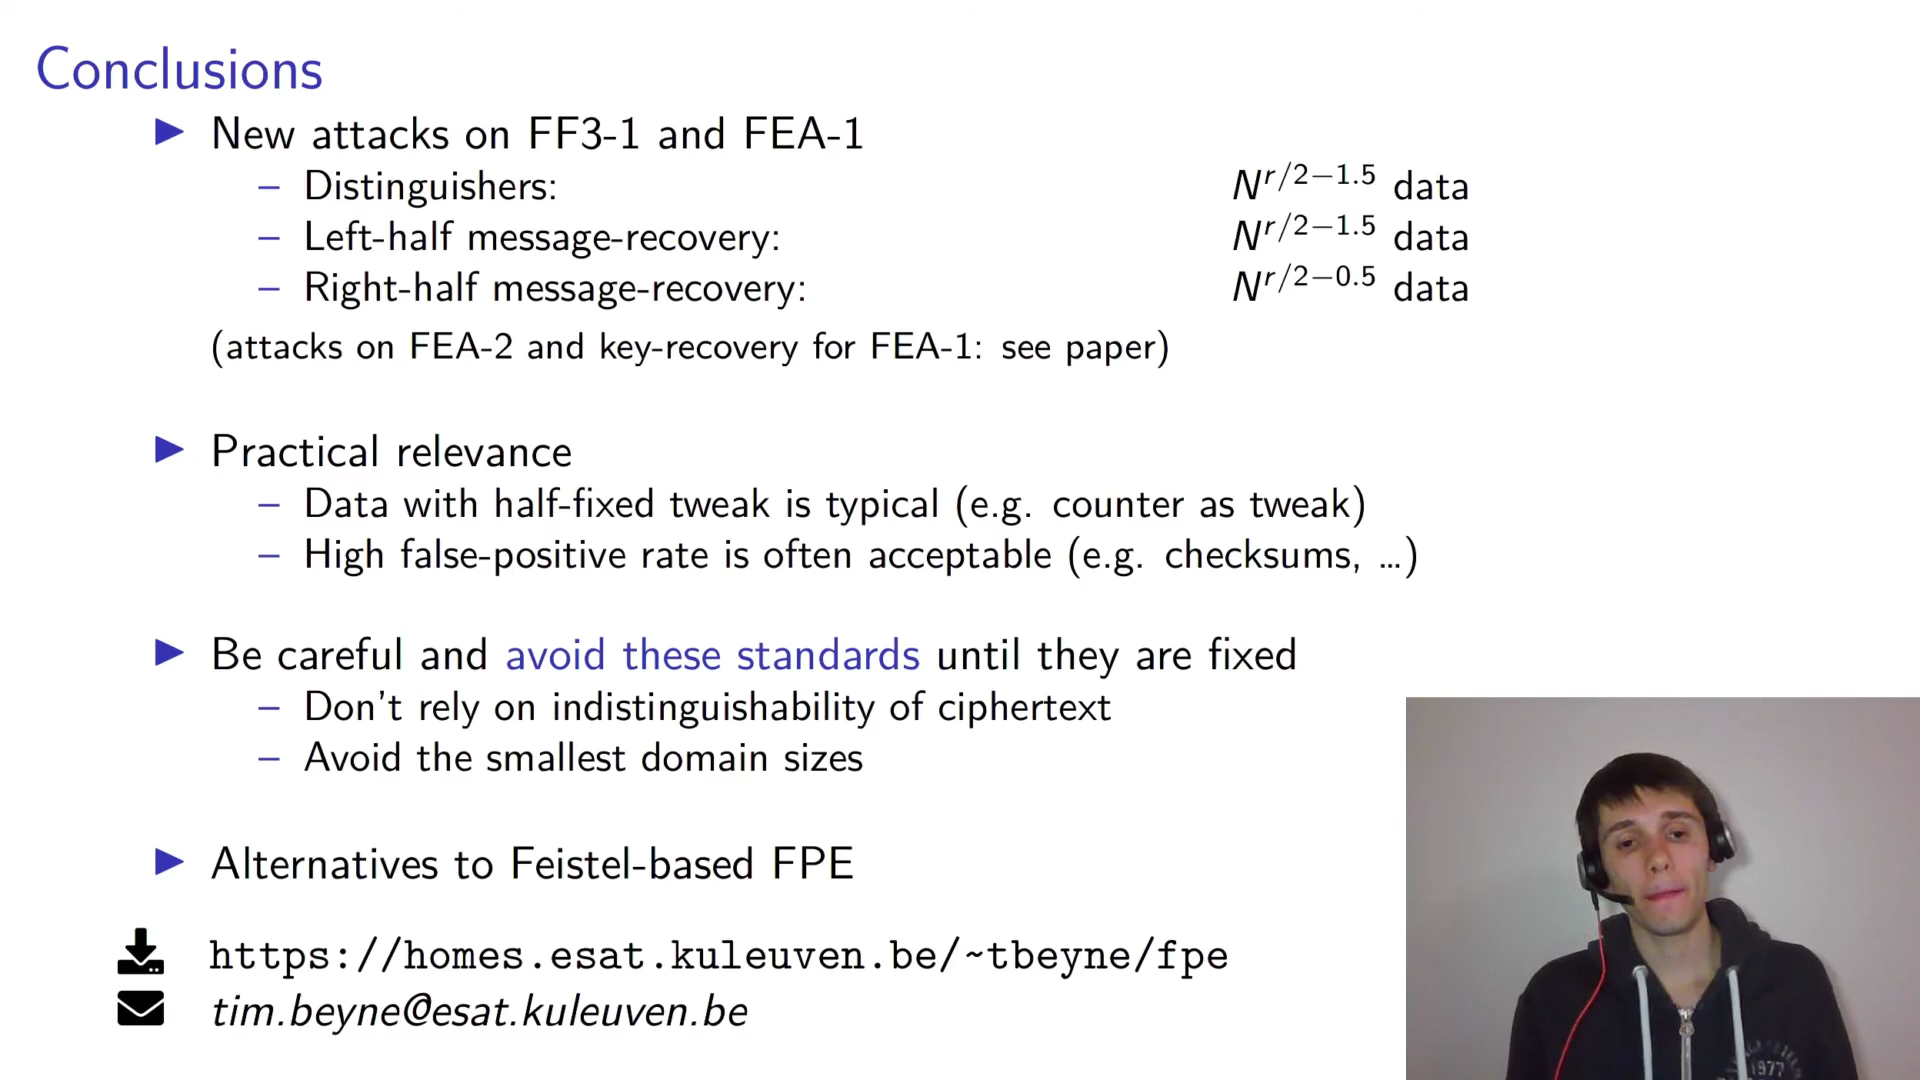 Conclusions
▶ New attacks on FF3-1 and FEA-1
– Distinguishers: N^{r/2−1.5} data
– Left-half message-recovery: N^{r/2−1.5} data
– Right-half message-recovery: N^{r/2−0.5} data
(attacks on FEA-2 and key-recovery for FEA-1: see paper)
▶ Practical relevance
– Data with half-fixed tweak is typical (e.g. counter as tweak)
– High false-positive rate is often acceptable (e.g. checksums, ...)
▶ Be careful and avoid these standards until they are fixed
– Don't rely on indistinguishability of ciphertext
– Avoid the smallest domain sizes
▶ Alternatives to Feistel-based FPE
https://homes.esat.kuleuven.be/~tbeyne/fpe
tim.beyne@esat.kuleuven.be
1977